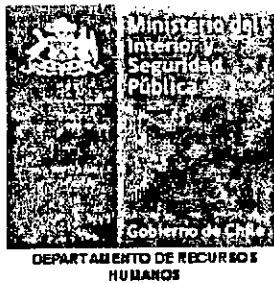 Ministerio del
Interior y
Seguridad
Pública
Gobierno de Chile
DEPARTAMENTO DE RECURSOS
HUMANOS